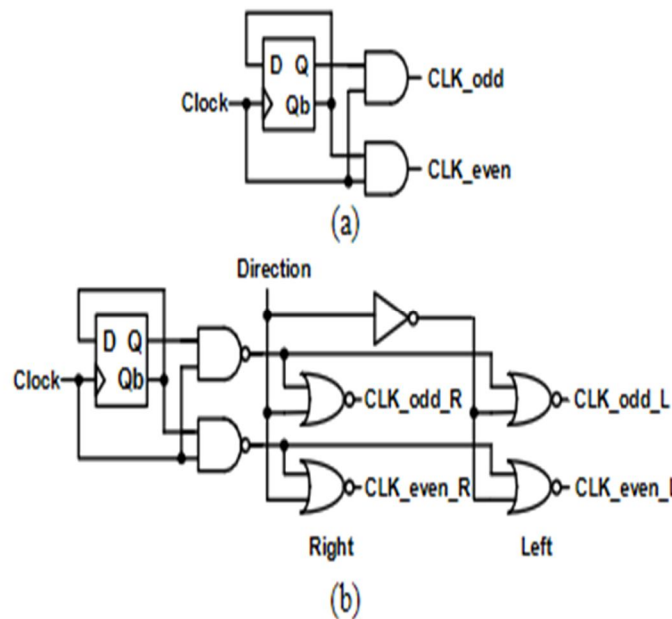 D Q
CLK_odd
Clock
Qb
CLK_even
(a)
Direction
D Q
Clock
Qb
CLK_odd_R
CLK_odd_L
CLK_even_R
Right
Left
(b)